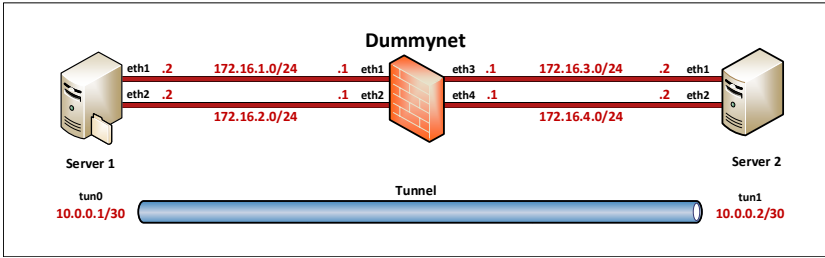 Dummynet
eth1 .2 172.16.1.0/24 .1 eth1 eth3 .1 172.16.3.0/24 .2 eth1
eth2 .2 .1 eth2 eth4 .1 .2 eth2
172.16.2.0/24 172.16.4.0/24
Server 1 Server 2
tun0 Tunnel tun1
10.0.0.1/30 10.0.0.2/30